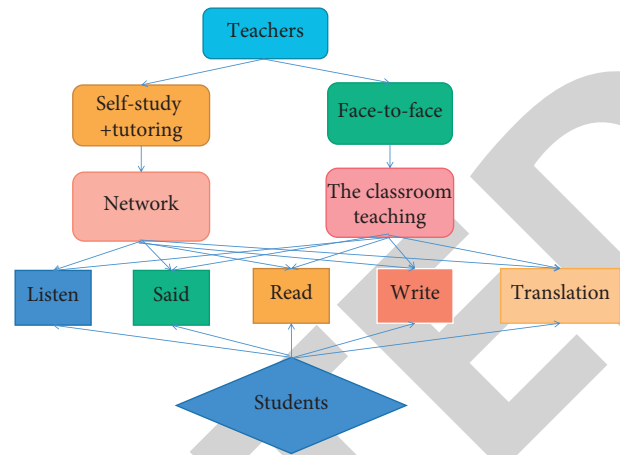 Teachers
Self-study
+tutoring
Face-to-face
Network
The classroom
teaching
Listen
Said
Read
Write
Translation
Students